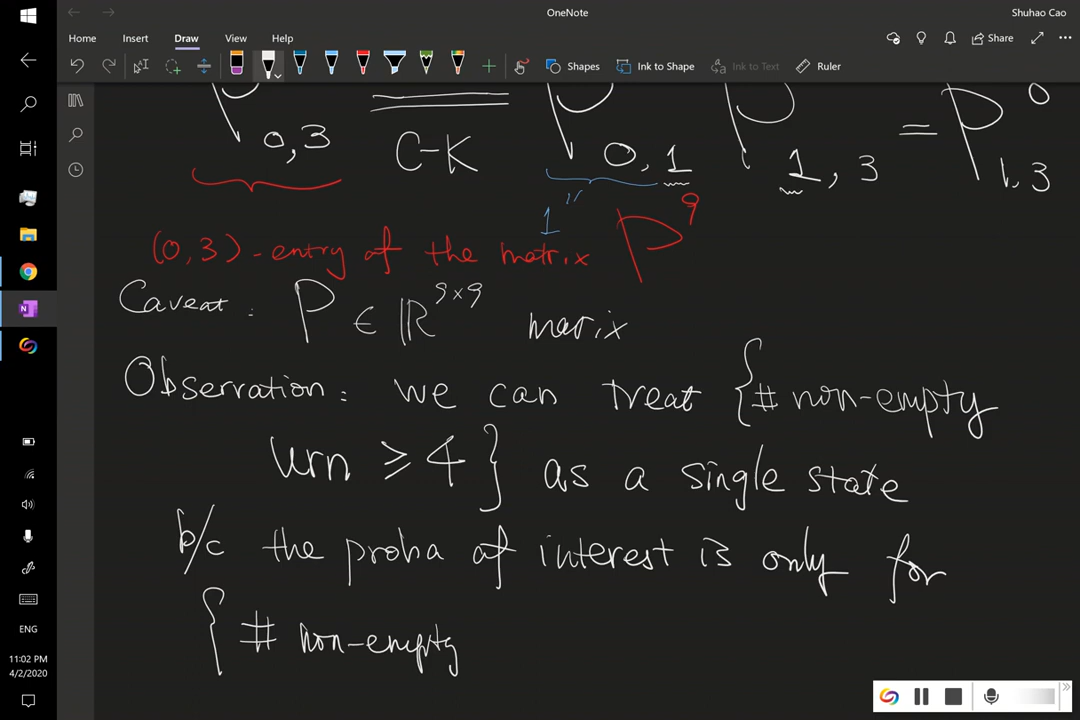 OneNote
Shuhao Cao
Home Insert Draw View Help
Share
Shapes Ink to Shape Ink to Text Ruler
P 0,3 C-K P 0,1 P 1,3 = P 1,3
1
(0,3)-entry of the matrix P^9
Caveat: P ∈ ℝ^9×9 matrix
Observation: we can treat {# non-empty
urn ≥ 4} as a single state
b/c the proba of interest is only for
{# non-empty
ENG
11:02 PM
4/2/2020